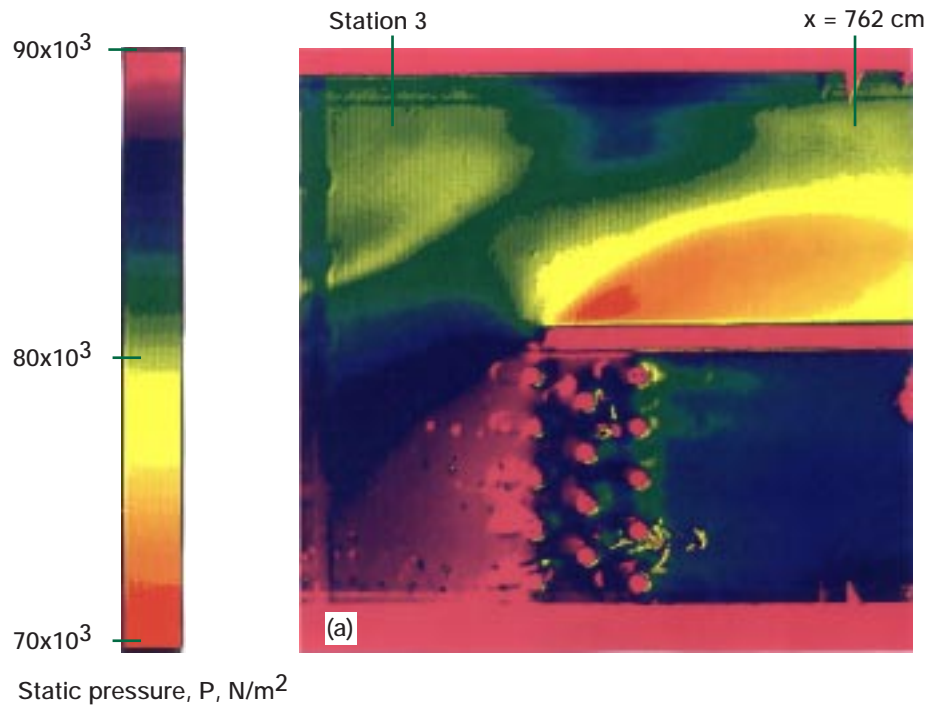 Station 3
x = 762 cm
90x10³
80x10³
70x10³
(a)
Static pressure, P, N/m²